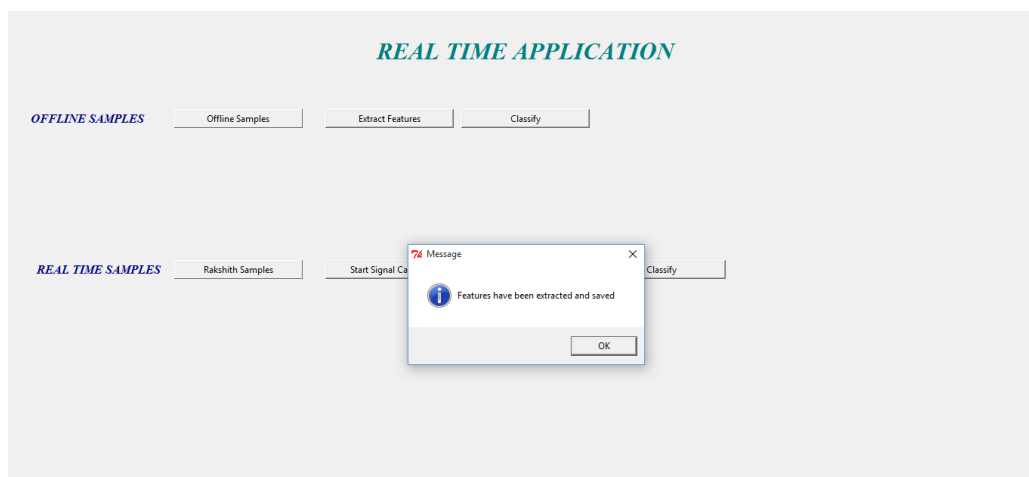 REAL TIME APPLICATION
OFFLINE SAMPLES Offline Samples Extract Features Classify
Message
REAL TIME SAMPLES Rakshith Samples Start Signal Classify
Features have been extracted and saved
OK